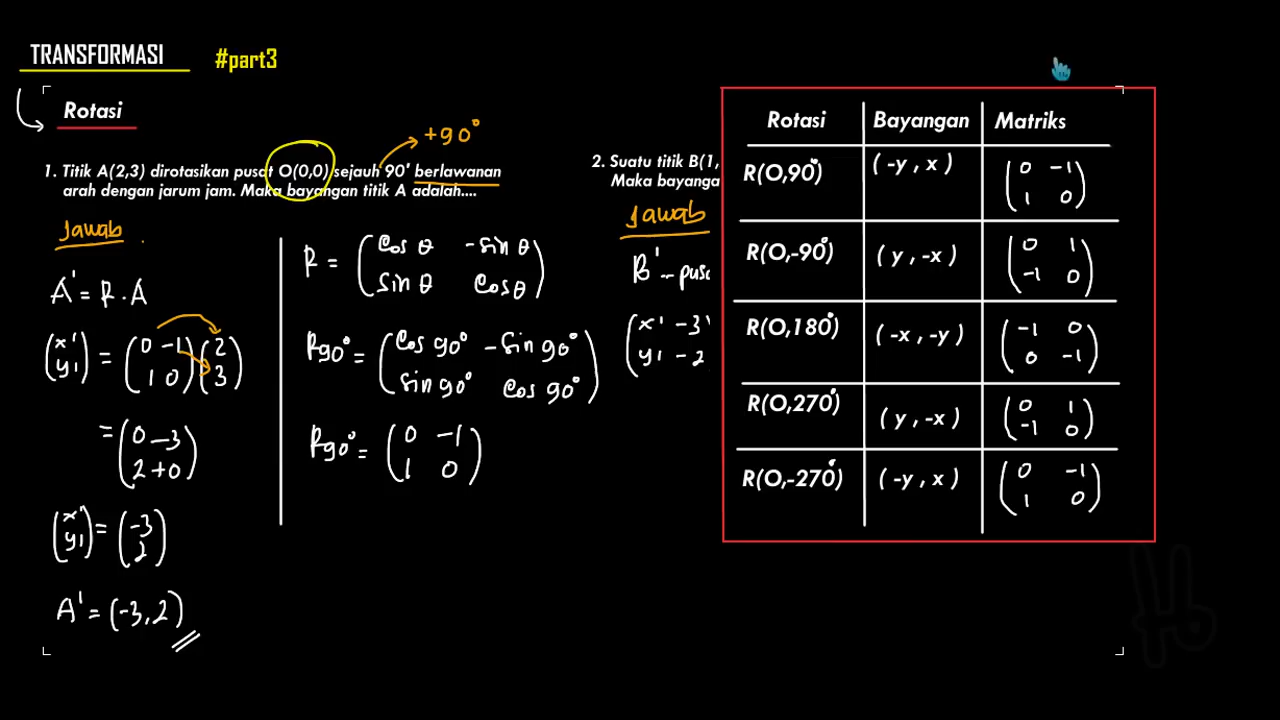 TRANSFORMASI
#part3
Rotasi
+90°
1. Titik A(2,3) dirotasikan pusat O(0,0) sejauh 90° berlawanan
arah dengan jarum jam. Maka bayangan titik A adalah....
Jawab
A' = R . A
(x' y') = (0 -1 1 0) (2 3)
= (0 - 3 2 + 0)
(x' y') = (-3 2)
A' = (-3, 2)
R = (cos θ -sin θ sin θ cos θ)
R90° = (cos 90° - sin 90° sin 90° cos 90°)
R90° = (0 -1 1 0)
2. Suatu titik B(1,
Maka bayanga
Jawab
B' - pusa
(x' - 3
y' - 2
Rotasi Bayangan Matriks
R(O,90°) (-y , x) (0 -1 1 0)
R(O,-90°) (y , -x) (0 1 -1 0)
R(O,180°) (-x , -y) (-1 0 0 -1)
R(O,270°) (y , -x) (0 1 -1 0)
R(O,-270°) (-y , x) (0 -1 1 0)